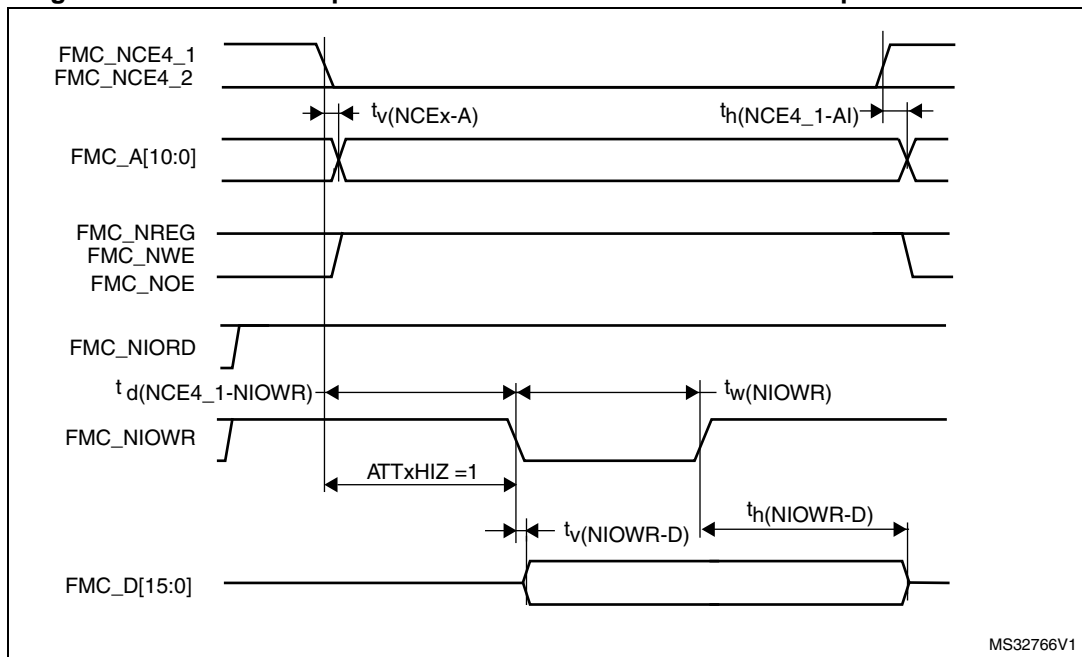 FMC_NCE4_1
FMC_NCE4_2
tv(NCEx-A)
th(NCE4_1-AI)
FMC_A[10:0]
FMC_NREG
FMC_NWE
FMC_NOE
FMC_NIORD
td(NCE4_1-NIOWR)
tw(NIOWR)
FMC_NIOWR
ATTxHIZ =1
th(NIOWR-D)
tv(NIOWR-D)
FMC_D[15:0]
MS32766V1